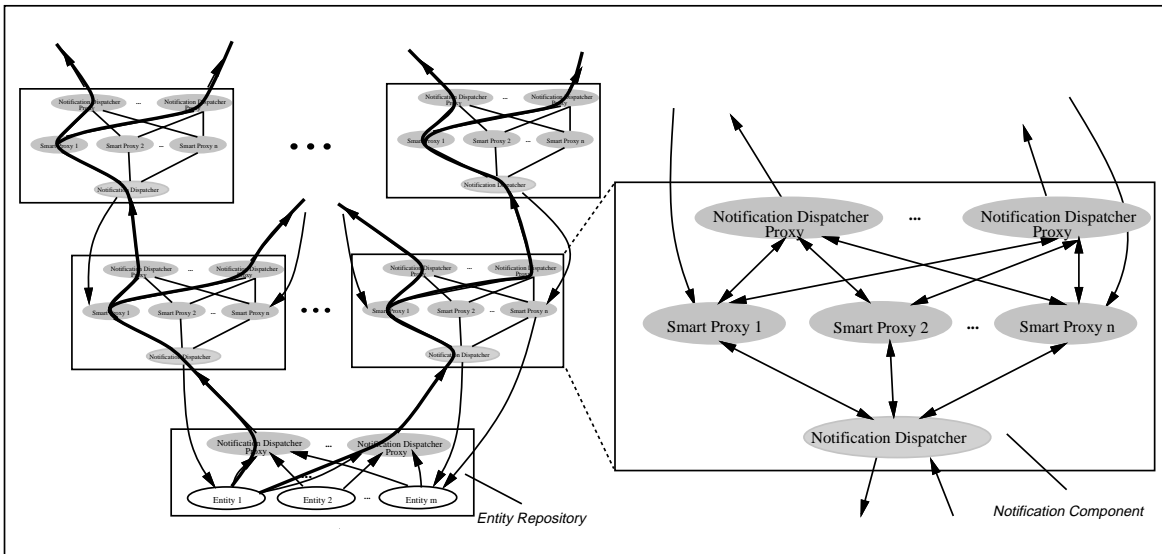 Notification Dispatcher ... Notification Dispatcher
Proxy Proxy
Smart Proxy 1 Smart Proxy 2 ... Smart Proxy n
Notification Dispatcher
Notification Dispatcher ... Notification Dispatcher
Proxy Proxy
Smart Proxy 1 Smart Proxy 2 ... Smart Proxy n
Notification Dispatcher
Notification Dispatcher ... Notification Dispatcher
Proxy Proxy
Smart Proxy 1 Smart Proxy 2 ... Smart Proxy n
Notification Dispatcher
Notification Dispatcher ... Notification Dispatcher
Proxy Proxy
Smart Proxy 1 Smart Proxy 2 ... Smart Proxy n
Notification Dispatcher
Notification Dispatcher ... Notification Dispatcher
Proxy Proxy
...
Entity 1 Entity 2 ... Entity m
Entity Repository
Notification Dispatcher ... Notification Dispatcher
Proxy Proxy
Smart Proxy 1 Smart Proxy 2 ... Smart Proxy n
Notification Dispatcher
Notification Component